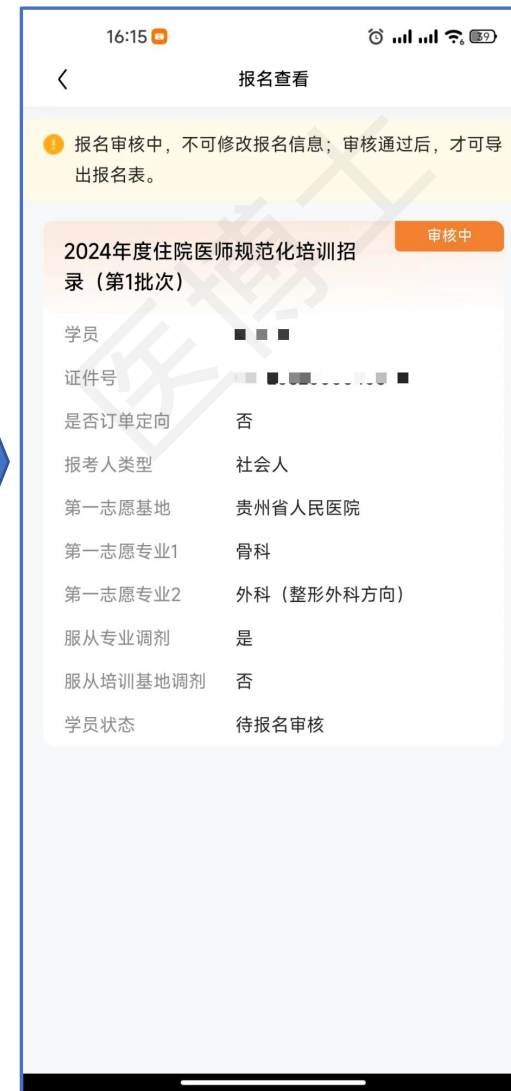 16:15
39
报名查看
报名审核中，不可修改报名信息；审核通过后，才可导
出报名表。
2024年度住院医师规范化培训招
录（第1批次）
审核中
学员
证件号
是否订单定向 否
报考人类型 社会人
第一志愿基地 贵州省人民医院
第一志愿专业1 骨科
第一志愿专业2 外科（整形外科方向）
服从专业调剂 是
服从培训基地调剂 否
学员状态 待报名审核
医博士